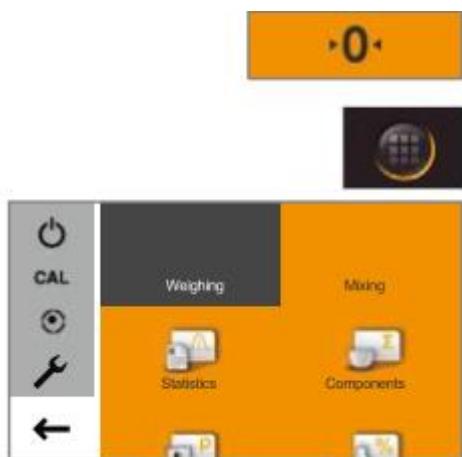 0
CAL
Weighing Mixing
Λ Σ
Statistics Components
P %